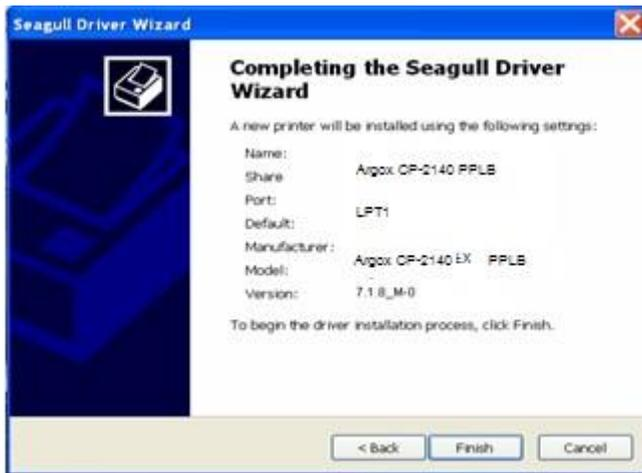 Seagull Driver Wizard
Completing the Seagull Driver
Wizard
A new printer will be installed using the following settings:
Name:
Share Argox CP-2140 PPLB
Port:
Default: LPT1
Manufacturer:
Model: Argox CP-2140 EX PPLB
Version: 7.1.8_M-0
To begin the driver installation process, click Finish.
< Back Finish Cancel